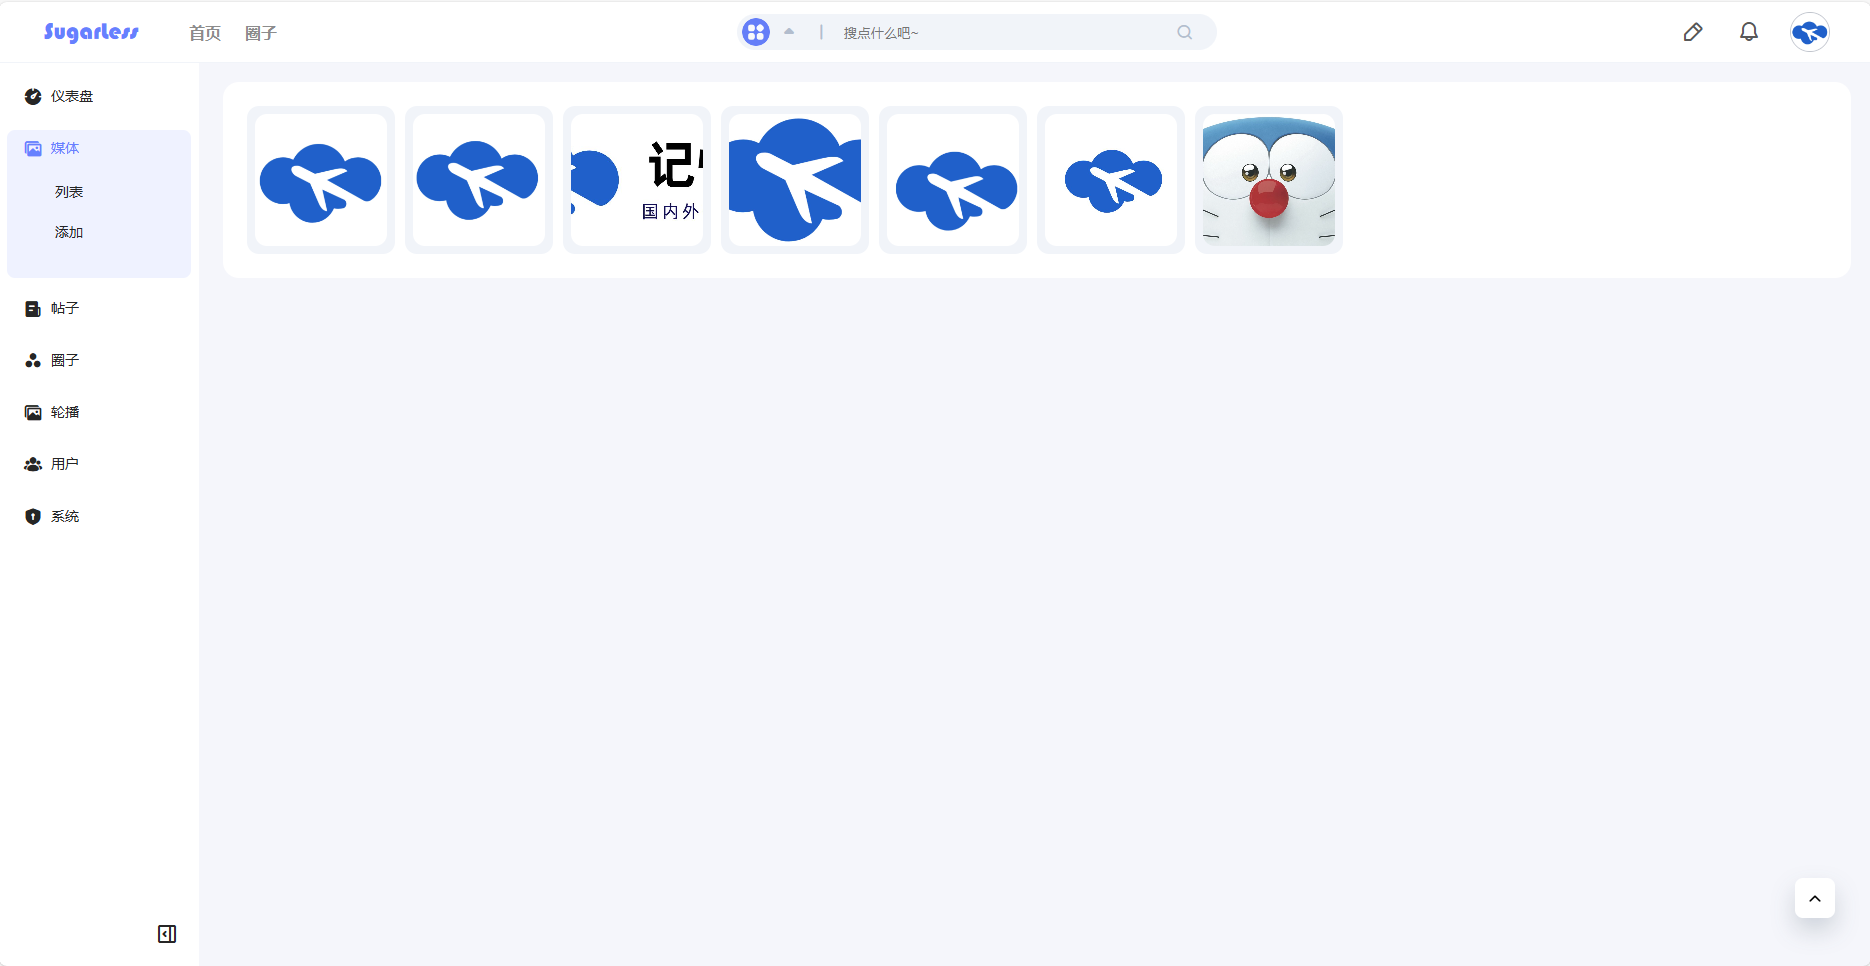 Sugarless
首页
圈子
搜点什么吧~
仪表盘
媒体
列表
添加
帖子
圈子
轮播
用户
系统
记
国内外